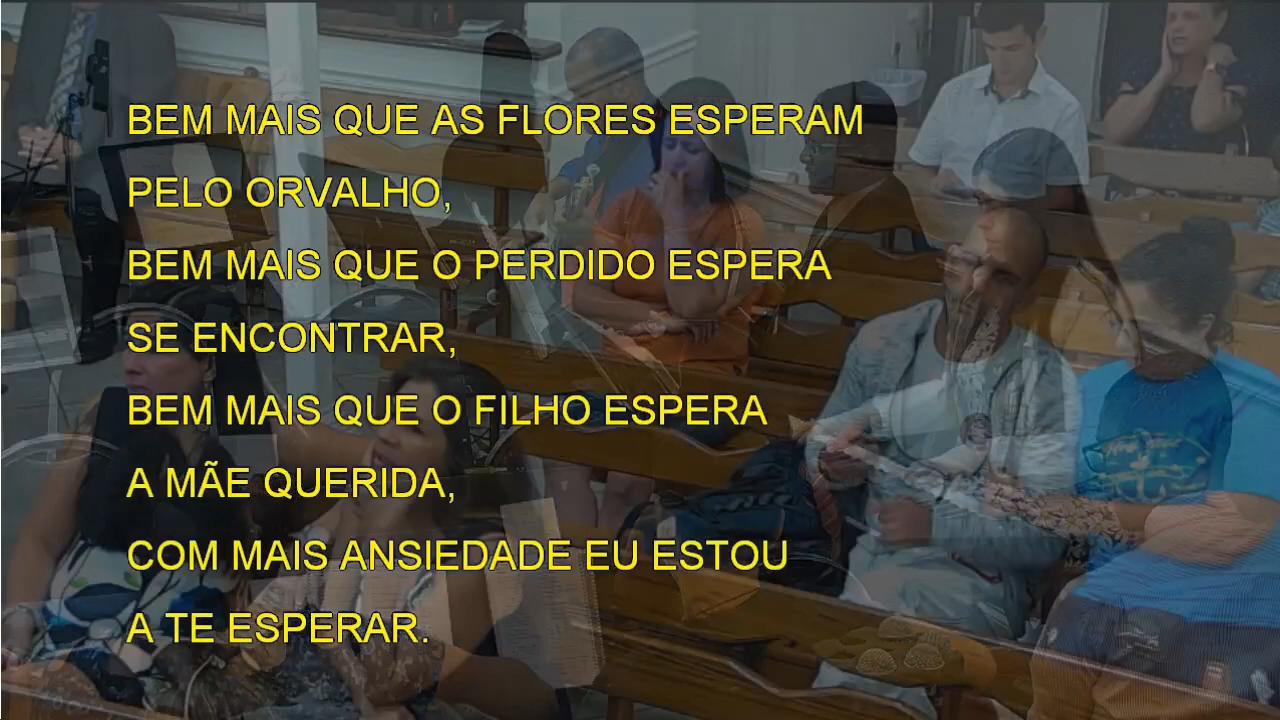 BEM MAIS QUE AS FLORES ESPERAM
PELO ORVALHO,
BEM MAIS QUE O PERDIDO ESPERA
SE ENCONTRAR,
BEM MAIS QUE O FILHO ESPERA
A MÃE QUERIDA,
COM MAIS ANSIEDADE EU ESTOU
A TE ESPERAR.